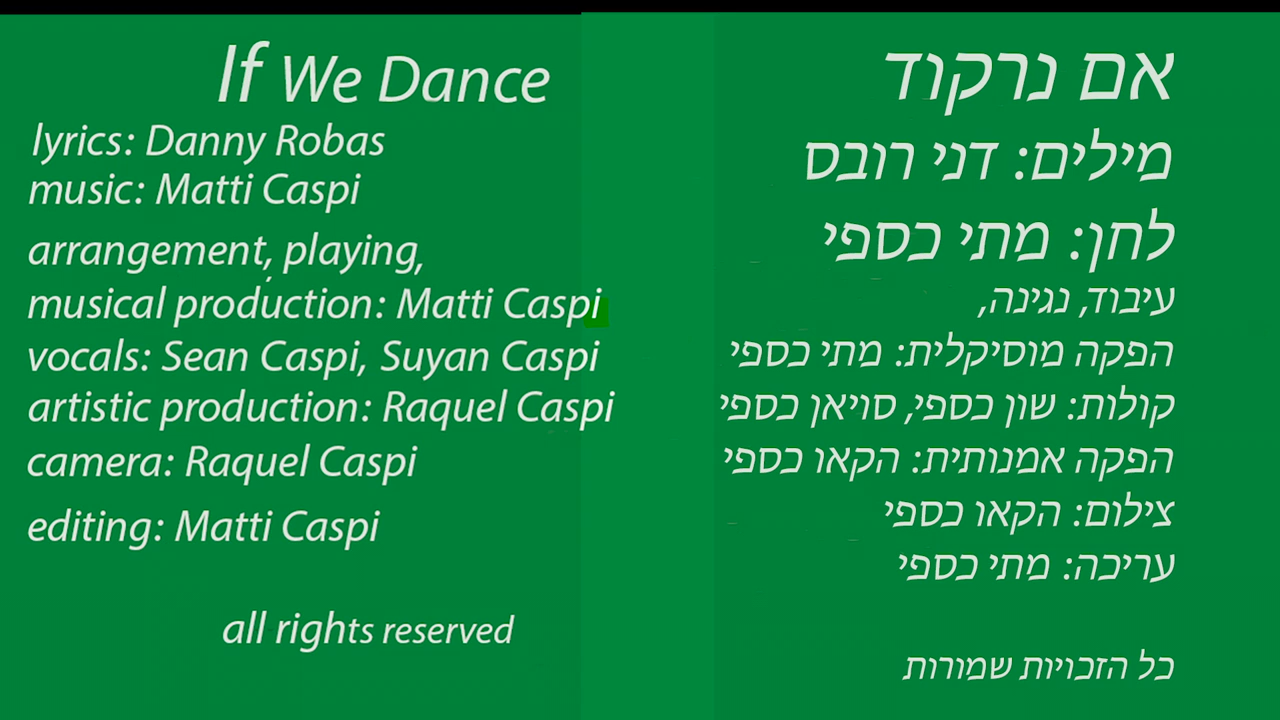 If We Dance
lyrics: Danny Robas
music: Matti Caspi
arrangement, playing,
musical production: Matti Caspi
vocals: Sean Caspi, Suyan Caspi
artistic production: Raquel Caspi
camera: Raquel Caspi
editing: Matti Caspi
all rights reserved
אם נרקוד
מילים: דני רובס
לחן: מתי כספי
עיבוד, נגינה,
הפקה מוסיקלית: מתי כספי
קולות: שון כספי, סויאן כספי
הפקה אמנותית: הקאו כספי
צילום: הקאו כספי
עריכה: מתי כספי
כל הזכויות שמורות